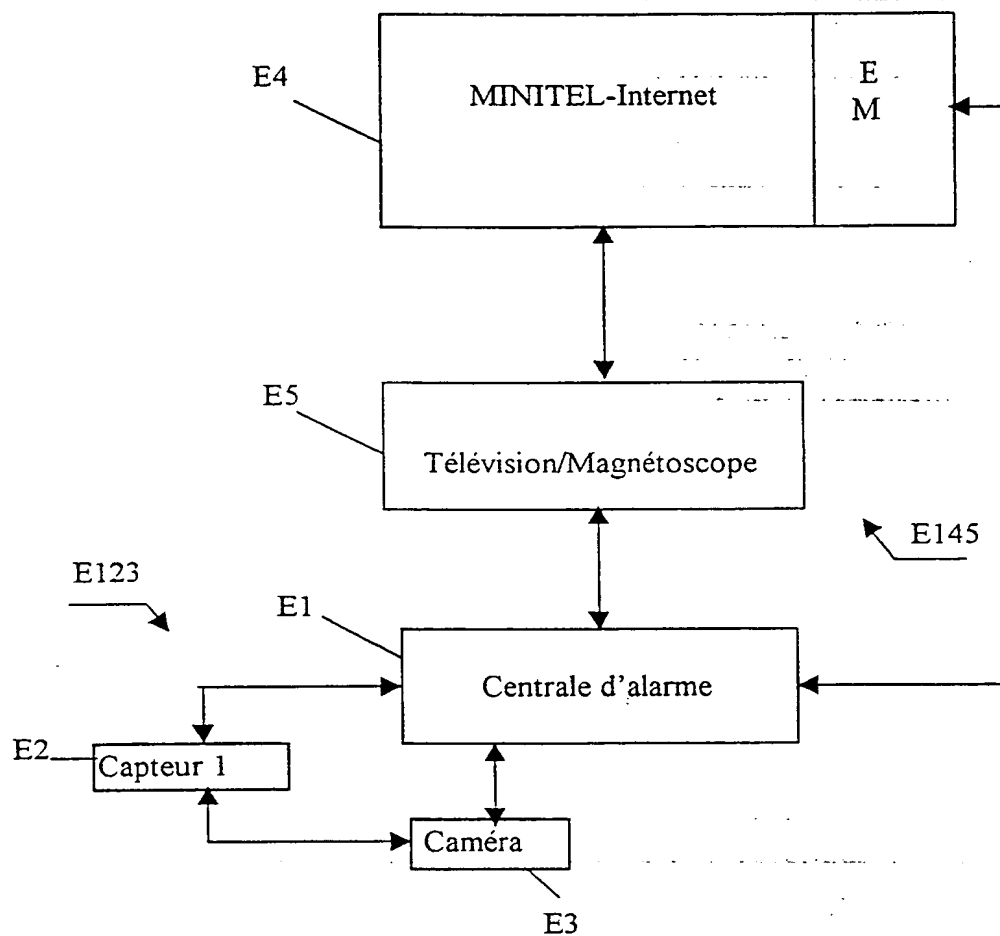 E4
MINITEL-Internet
E
M
E5
Télévision/Magnétoscope
E145
E123
E1
Centrale d'alarme
E2
Capteur 1
Caméra
E3